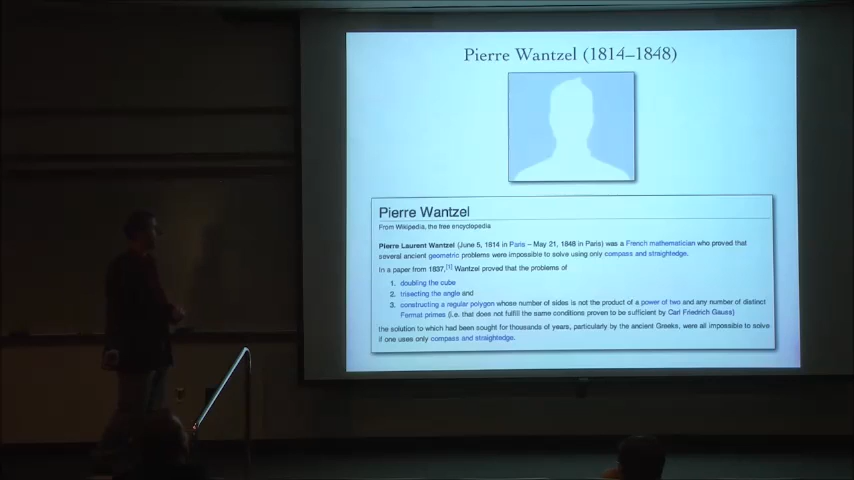 Pierre Wantzel (1814–1848)
Pierre Wantzel
From Wikipedia, the free encyclopedia
Pierre Laurent Wantzel (June 5, 1814 in Paris – May 21, 1848 in Paris) was a French mathematician who proved that
several ancient geometric problems were impossible to solve using only compass and straightedge.
In a paper from 1837,[1] Wantzel proved that the problems of
1. doubling the cube
2. trisecting the angle and
3. constructing a regular polygon whose number of sides is not the product of a power of two and any number of distinct
Fermat primes (i.e. that does not fulfill the same conditions proven to be sufficient by Carl Friedrich Gauss)
the solution to which had been sought for thousands of years, particularly by the ancient Greeks, were all impossible to solve
if one uses only compass and straightedge.